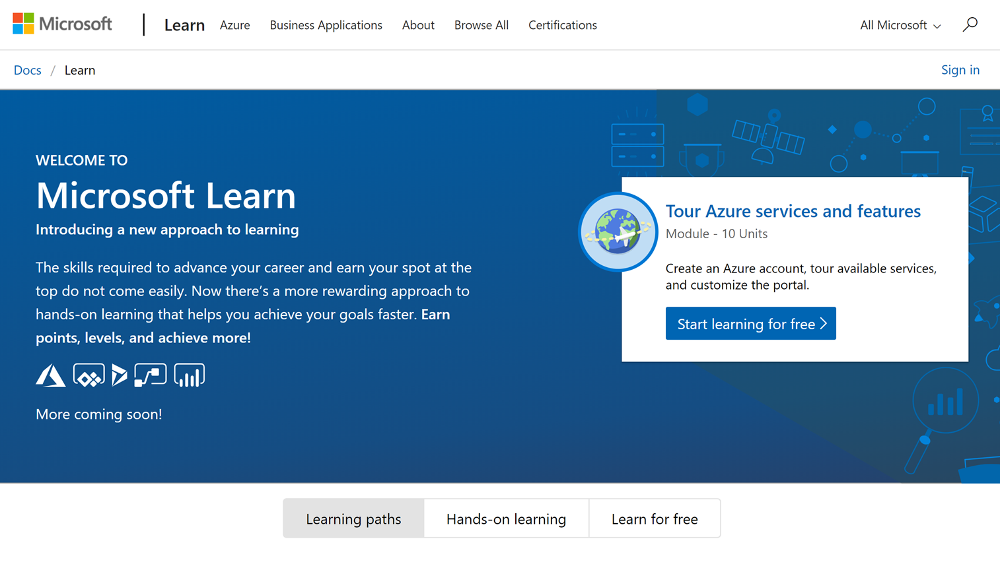 Microsoft
Learn
Azure
Business Applications
About
Browse All
Certifications
All Microsoft
Docs / Learn
Sign in
WELCOME TO
Microsoft Learn
Introducing a new approach to learning
The skills required to advance your career and earn your spot at the
top do not come easily. Now there’s a more rewarding approach to
hands-on learning that helps you achieve your goals faster. Earn
points, levels, and achieve more!
More coming soon!
Tour Azure services and features
Module - 10 Units
Create an Azure account, tour available services,
and customize the portal.
Start learning for free
Learning paths
Hands-on learning
Learn for free